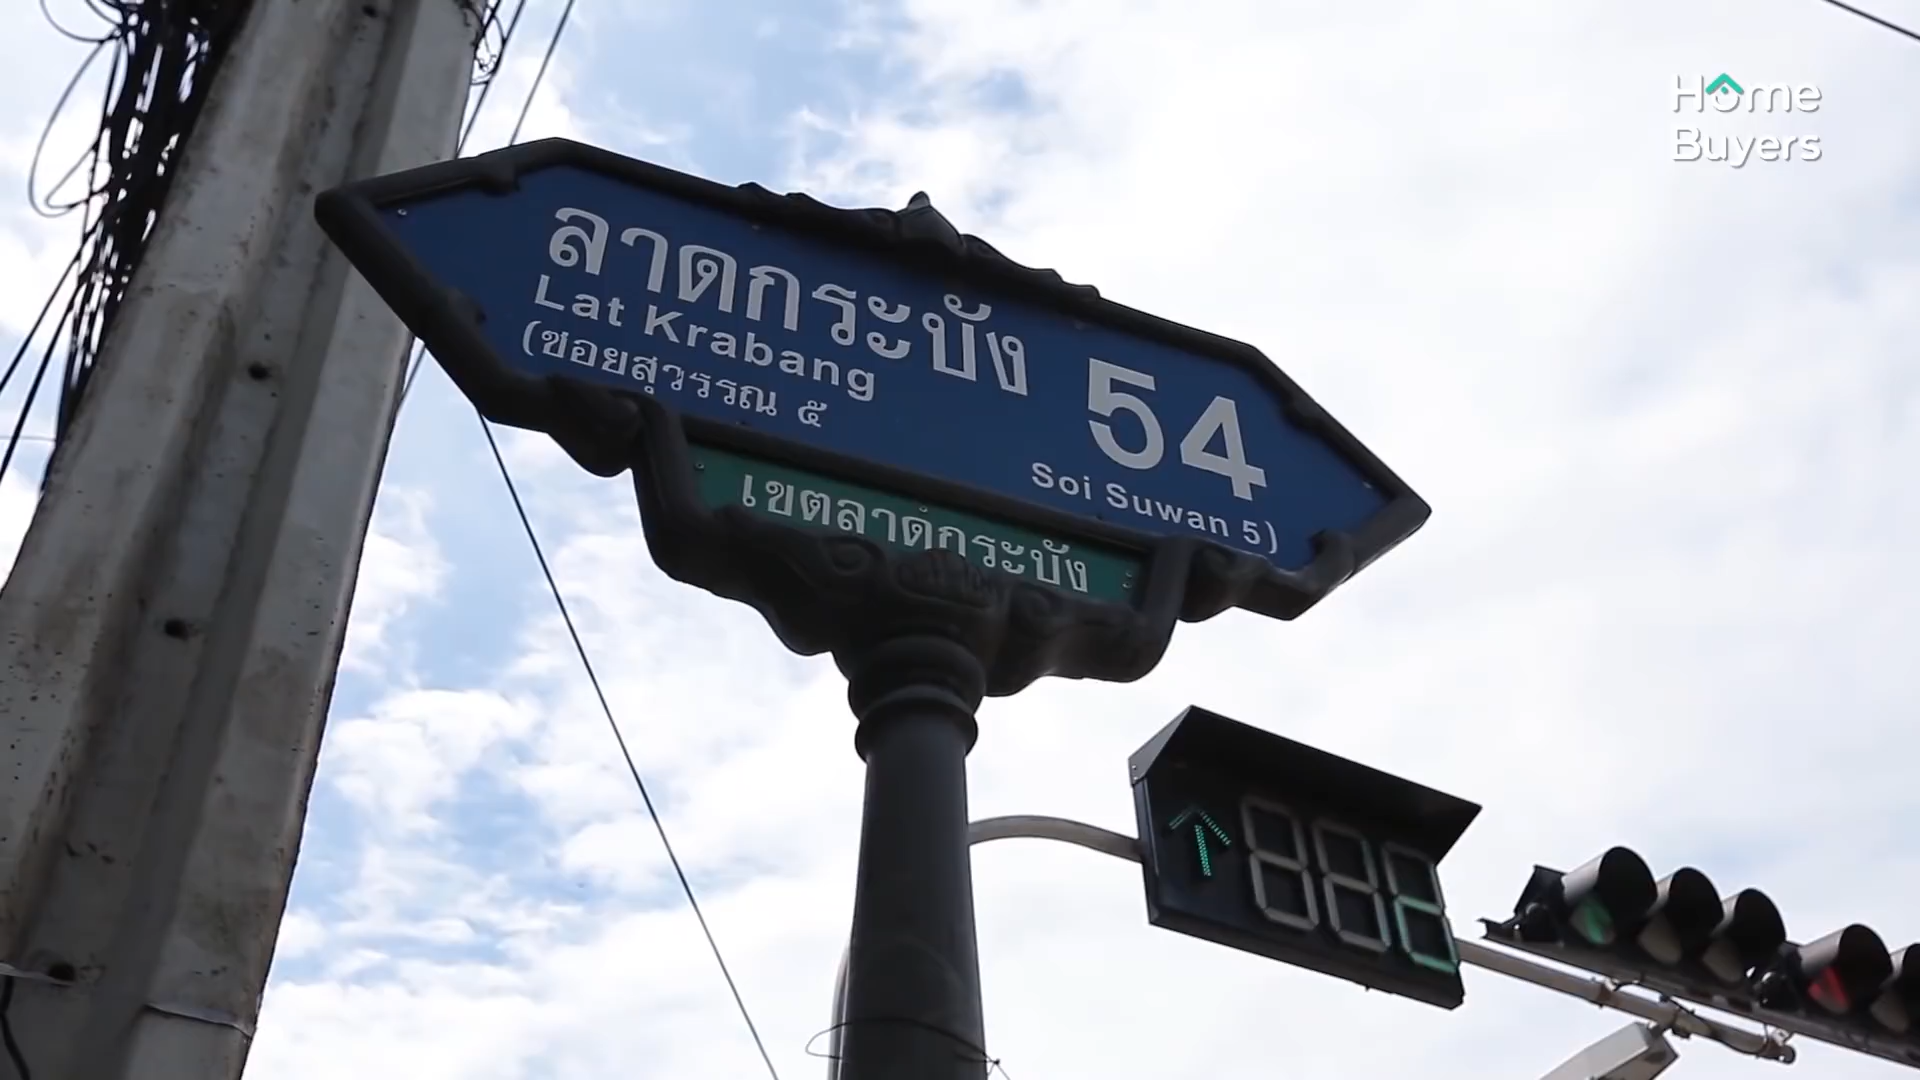 Home
Buyers
ลาดกระบัง 54
Lat Krabang
(ซอยสุวรรณ ๕
Soi Suwan 5)
เขตลาดกระบัง